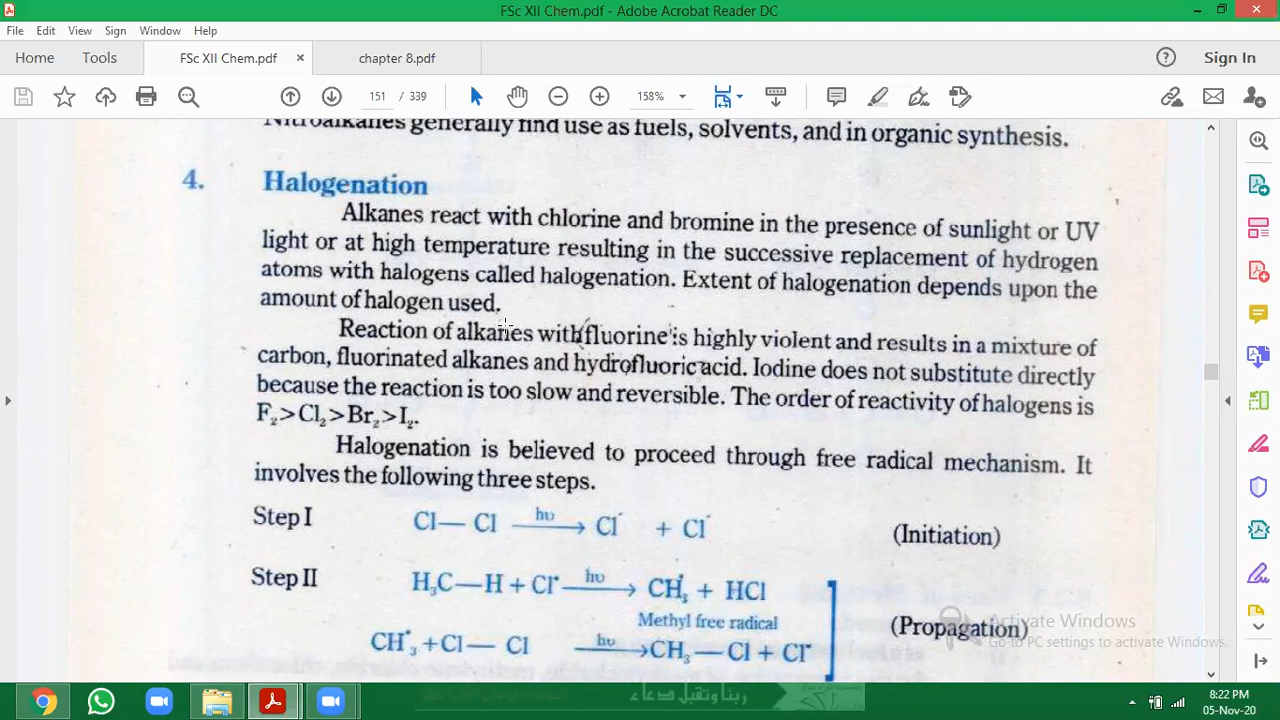 FSc XII Chem.pdf - Adobe Acrobat Reader DC
File Edit View Sign Window Help
Home Tools FSc XII Chem.pdf × chapter 8.pdf Sign In
151 / 339 158%
Nitroalkanes generally find use as fuels, solvents, and in organic synthesis.
4. Halogenation
Alkanes react with chlorine and bromine in the presence of sunlight or UV
light or at high temperature resulting in the successive replacement of hydrogen
atoms with halogens called halogenation. Extent of halogenation depends upon the
amount of halogen used.
Reaction of alkanes with fluorine is highly violent and results in a mixture of
carbon, fluorinated alkanes and hydrofluoric acid. Iodine does not substitute directly
because the reaction is too slow and reversible. The order of reactivity of halogens is
F₂>Cl₂>Br₂>I₂.
Halogenation is believed to proceed through free radical mechanism. It
involves the following three steps.
Step I Cl— Cl hυ → Cl˙ + Cl˙ (Initiation)
Step II H₃C—H + Cl• hυ → CH₃˙ + HCl
Methyl free radical
(Propagation)
CH₃• + Cl— Cl hυ → CH₃—Cl + Cl•
Activate Windows
Go to PC settings to activate Windows.
ربنا وتقبل دعاء
8:22 PM
05-Nov-20